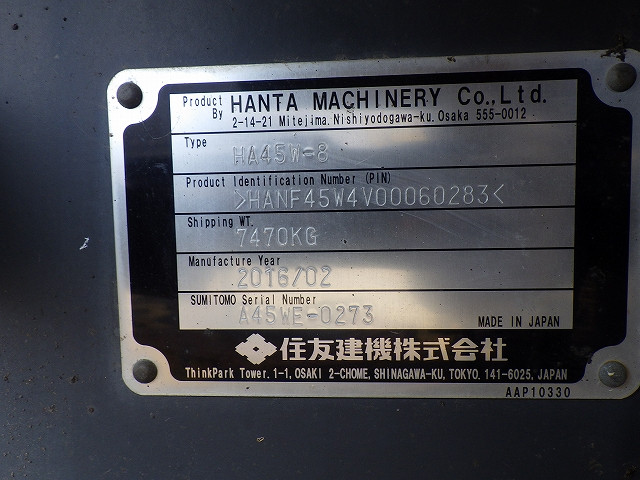 Product By HANTA MACHINERY Co.,Ltd.
2-14-21 Mitejima. Nishiyodogawa-ku. Osaka 555-0012
Type
HA45W-8
Product Identification Number (PIN)
>HANF45W4V00060283<
Shipping WT.
7470KG
Manufacture Year
2016/02
SUMITOMO Serial Number
A45WE-0273
MADE IN JAPAN
住友建機株式会社
ThinkPark Tower. 1-1, OSAKI 2-CHOME, SHINAGAWA-KU, TOKYO. 141-6025, JAPAN
AAP10330